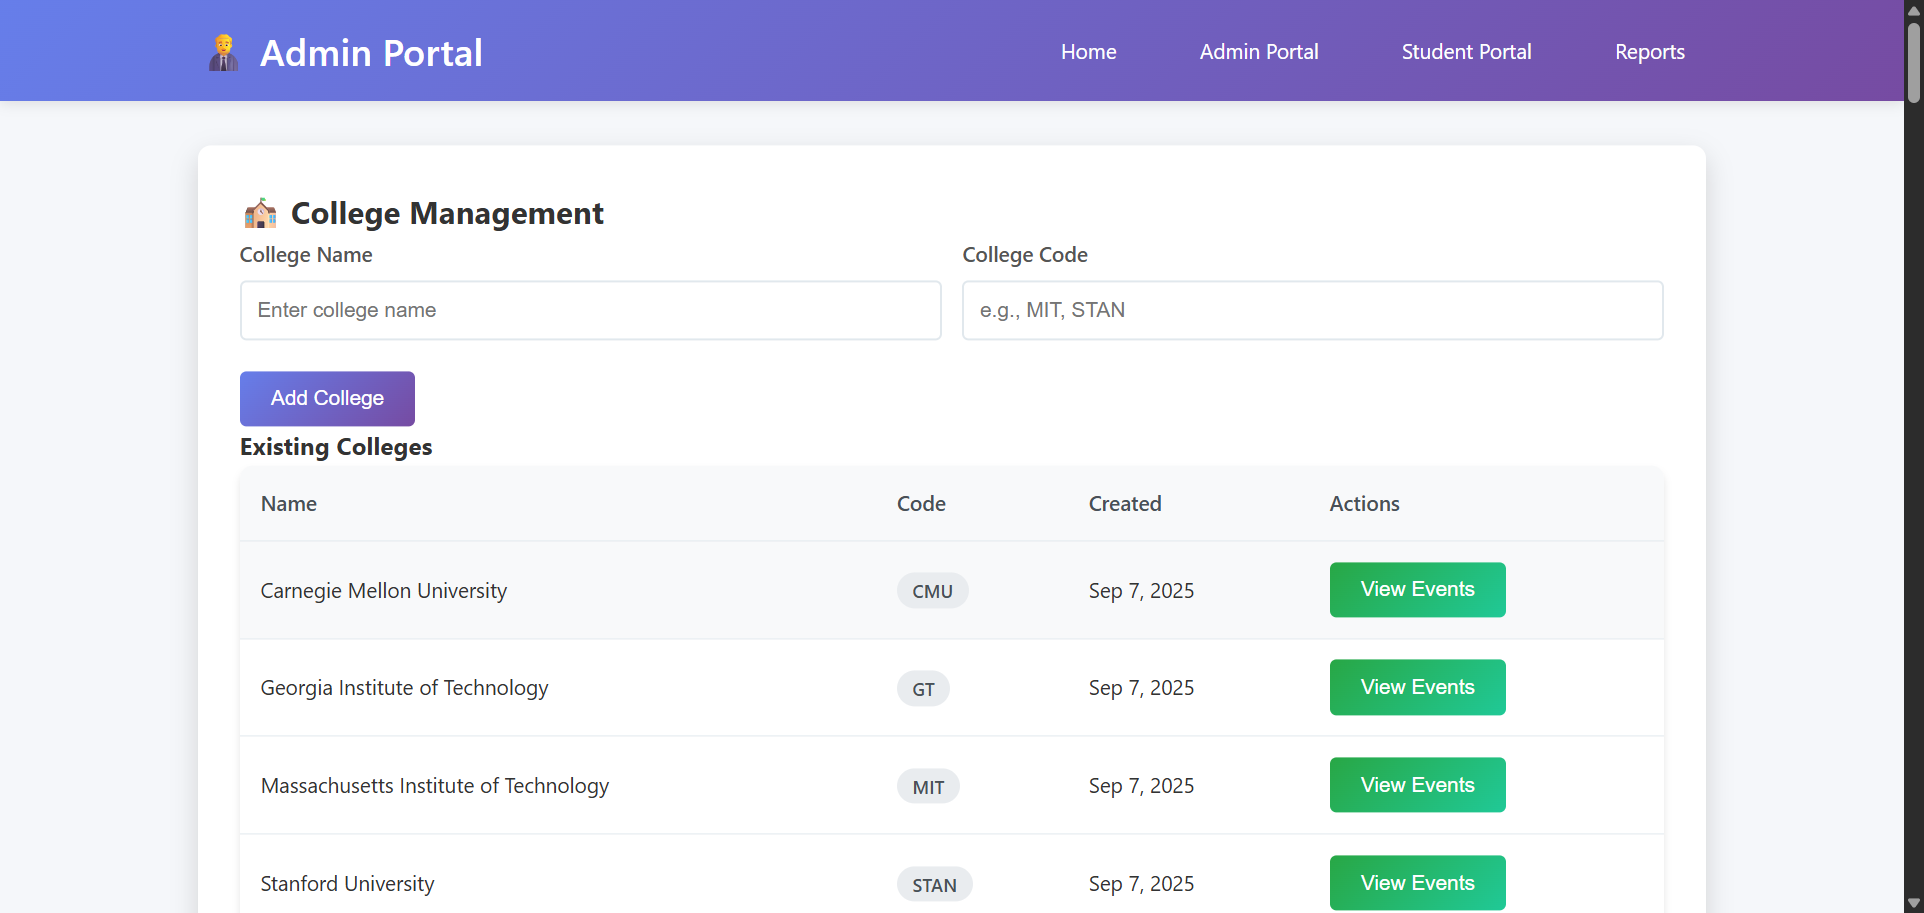 Admin Portal
Home Admin Portal Student Portal Reports
College Management
College Name College Code
Enter college name e.g., MIT, STAN
Add College
Existing Colleges
Name Code Created Actions
Carnegie Mellon University CMU Sep 7, 2025 View Events
Georgia Institute of Technology GT Sep 7, 2025 View Events
Massachusetts Institute of Technology MIT Sep 7, 2025 View Events
Stanford University STAN Sep 7, 2025 View Events